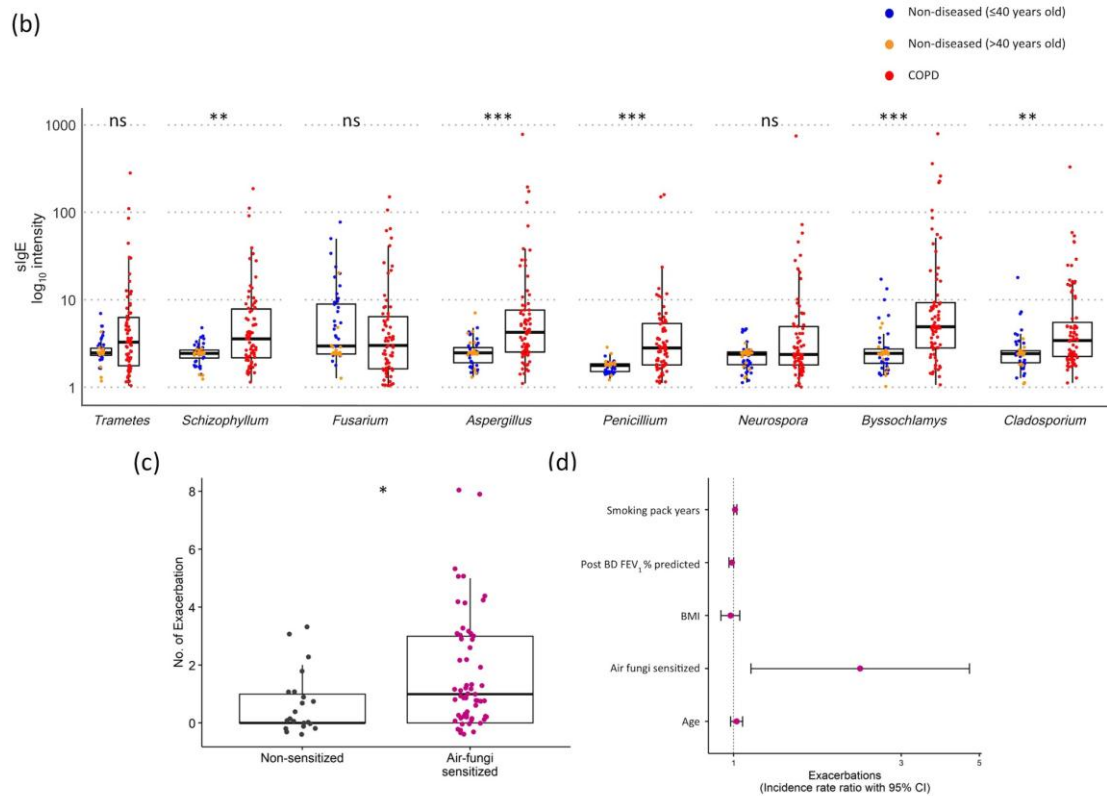 (b)
Non-diseased (≤40 years old)
Non-diseased (>40 years old)
COPD
sIgE
log₁₀ intensity
1000
100
10
1
ns
**
ns
***
***
ns
***
**
Trametes
Schizophyllum
Fusarium
Aspergillus
Penicillium
Neurospora
Byssochlamys
Cladosporium
(c)
No. of Exacerbation
8
6
4
2
0
*
Non-sensitized
Air-fungi
sensitized
(d)
Smoking pack years
Post BD FEV₁ % predicted
BMI
Air fungi sensitized
Age
1
3
5
Exacerbations
(Incidence rate ratio with 95% CI)